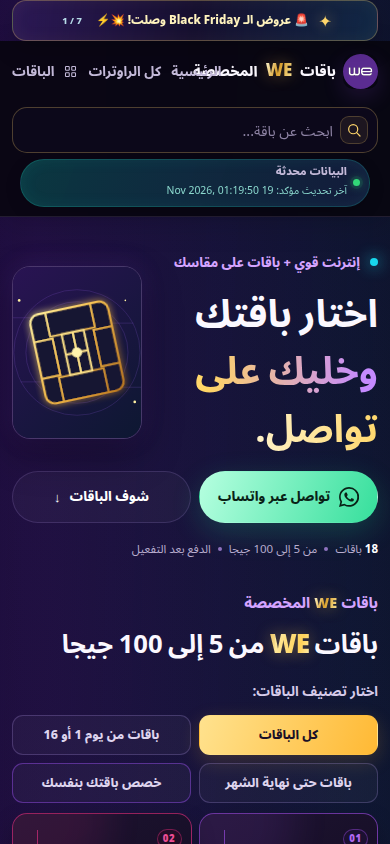 ✦ 🚨 عروض الـ Black Friday وصلت! 💥⚡ 1 / 7
باقات WE المخصصة
الرئيسية كل الراوترات الباقات
ابحث عن باقة...
البيانات محدثة
آخر تحديث مؤكد: 19 Nov 2026, 01:19:50
إنترنت قوي + باقات على مقاسك
اختار باقتك
وخليك على
تواصل.
تواصل عبر واتساب
شوف الباقات ↓
18 باقات • من 5 إلى 100 جيجا • الدفع بعد التفعيل
باقات WE المخصصة
باقات WE من 5 إلى 100 جيجا
اختار تصنيف الباقات:
كل الباقات
باقات من يوم 1 أو 16
باقات حتى نهاية الشهر
خصص باقتك بنفسك
01
02